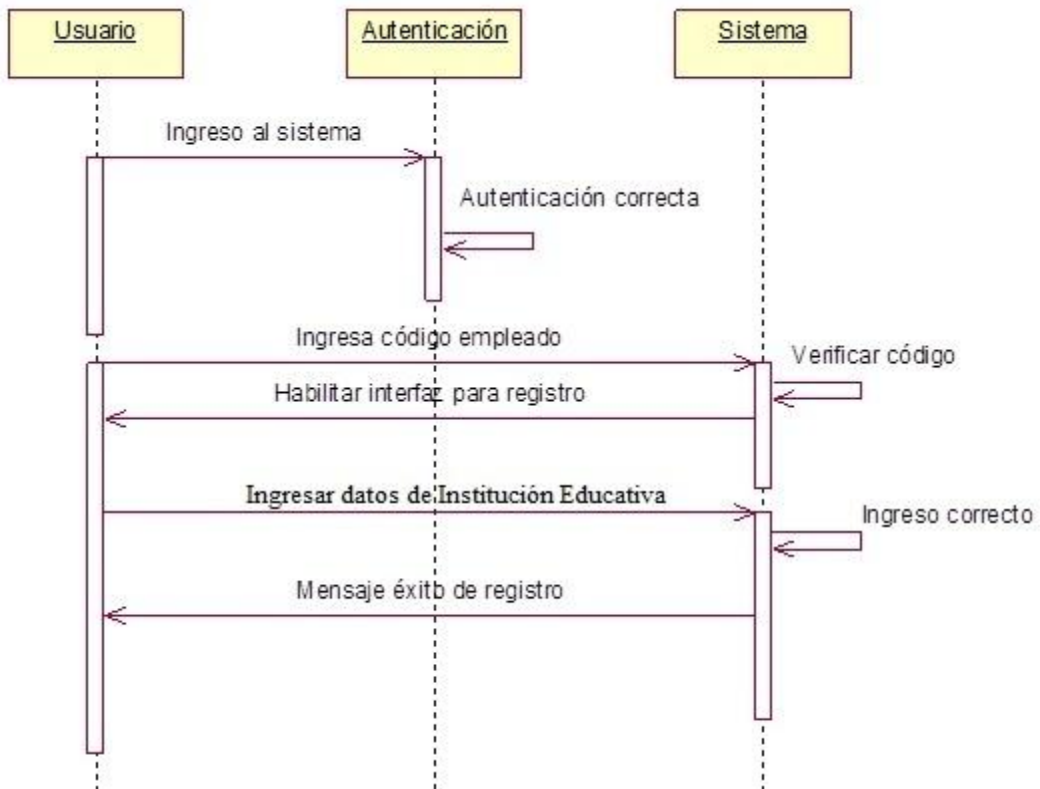 Usuario
Autenticación
Sistema
Ingreso al sistema
Autenticación correcta
Ingresa código empleado
Verificar código
Habilitar interfaz para registro
Ingresar datos de Institución Educativa
Ingreso correcto
Mensaje éxito de registro